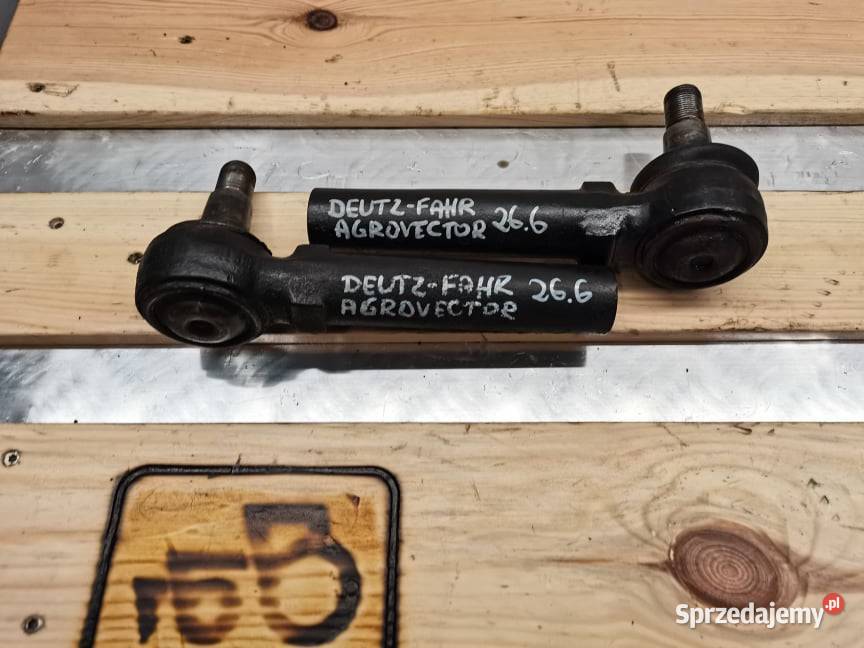 DEUTZ-FAHR
AGROVECTOR 26.6
DEUTZ-FAHR 26.6
AGROVECTOR
Sprzedajemy.pl